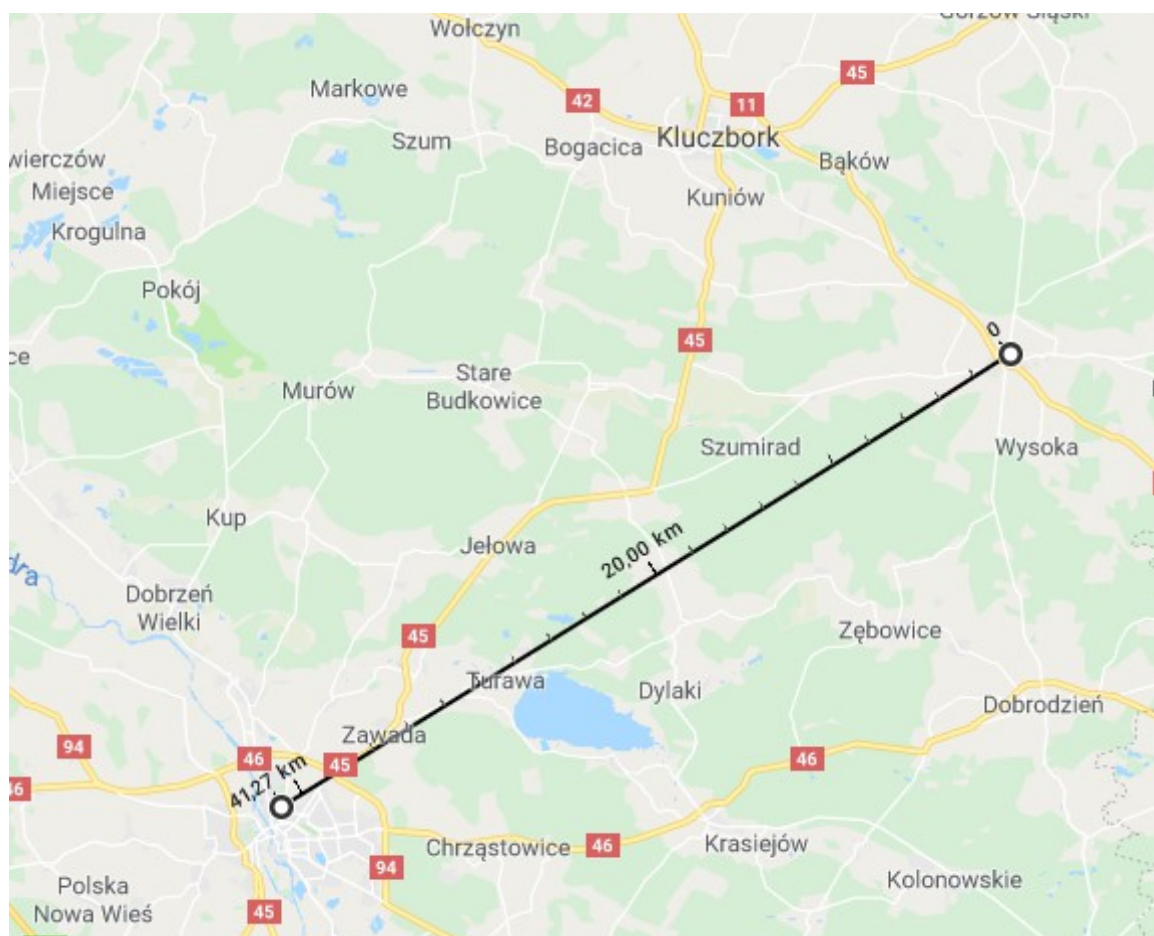 Wołczyn
Markowe
45
42
11
Szum
Bogacica
Kluczbork
Bąków
wierczów
Miejsce
Kuniów
Krogulna
Pokój
45
0
ce
Murów
Stare
Budkowice
Szumirad
Wysoka
Kup
20,00 km
Jełowa
dra
Dobrzeń
Wielki
45
Zębowice
Turawa
Dylaki
Dobrodzień
Zawada
94
46
45
46
46
41,27 km
Chrząstowice
46
Krasiejów
94
Kolonowskie
Polska
Nowa Wieś
45